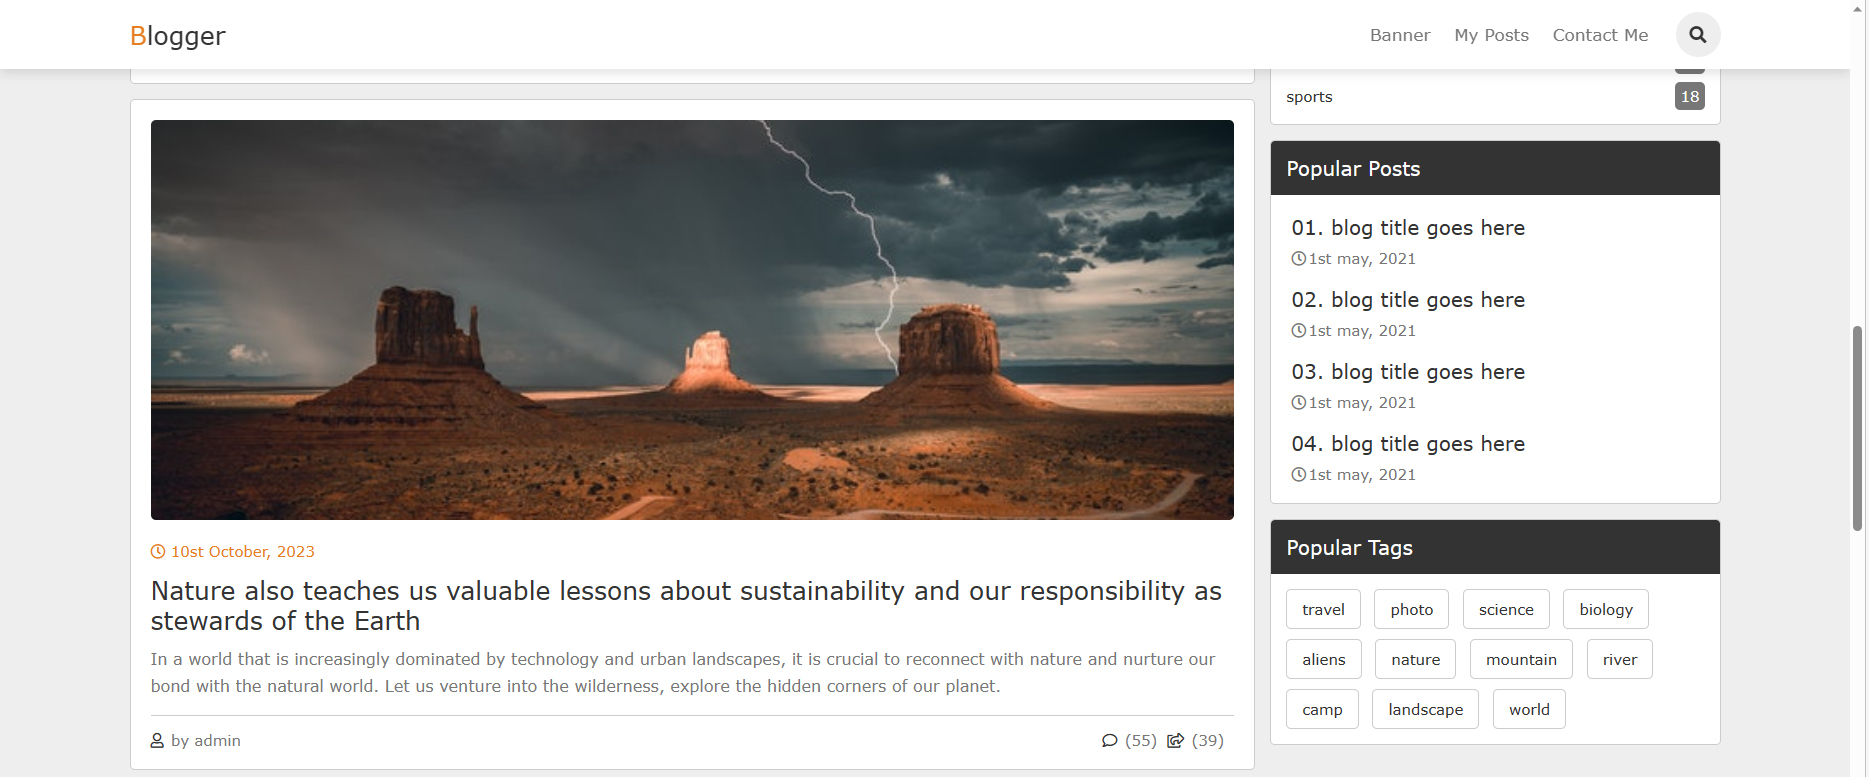 Blogger
Banner My Posts Contact Me
sports 18
10st October, 2023
Nature also teaches us valuable lessons about sustainability and our responsibility as
stewards of the Earth
In a world that is increasingly dominated by technology and urban landscapes, it is crucial to reconnect with nature and nurture our
bond with the natural world. Let us venture into the wilderness, explore the hidden corners of our planet.
by admin (55) (39)
Popular Posts
01. blog title goes here
1st may, 2021
02. blog title goes here
1st may, 2021
03. blog title goes here
1st may, 2021
04. blog title goes here
1st may, 2021
Popular Tags
travel photo science biology
aliens nature mountain river
camp landscape world